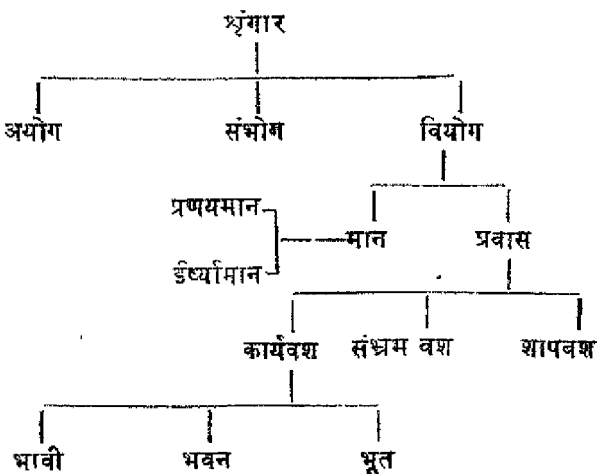 शृंगार
अयोग संभोग वियोग
प्रणयमान
मान प्रवास
ईर्ष्यामान
कार्यवश संभ्रम वश शापवश
भावी भवन भूत